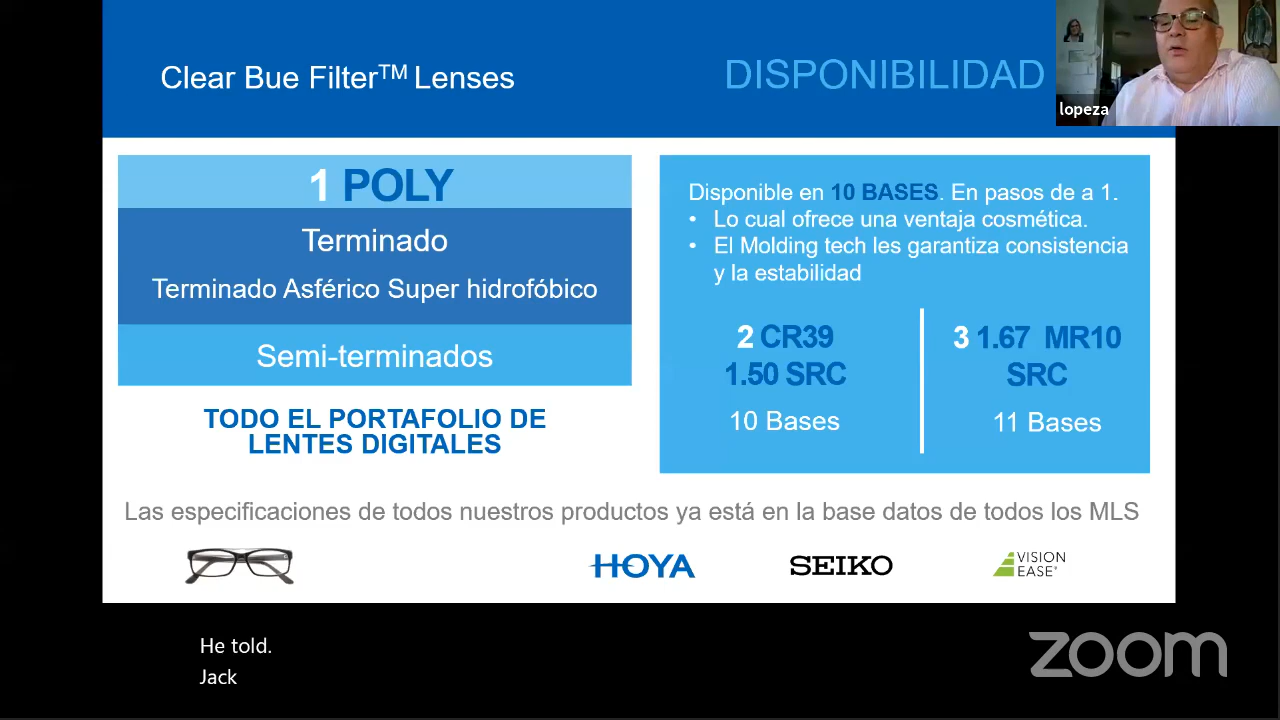 Clear Bue Filter™ Lenses
DISPONIBILIDAD
lopeza
1 POLY
Terminado
Terminado Asférico Super hidrofóbico
Semi-terminados
TODO EL PORTAFOLIO DE
LENTES DIGITALES
Disponible en 10 BASES. En pasos de a 1.
• Lo cual ofrece una ventaja cosmética.
• El Molding tech les garantiza consistencia
y la estabilidad
2 CR39
1.50 SRC
10 Bases
3 1.67 MR10
SRC
11 Bases
Las especificaciones de todos nuestros productos ya está en la base datos de todos los MLS
HOYA
SEIKO
VISION
EASE
He told.
Jack
zoom